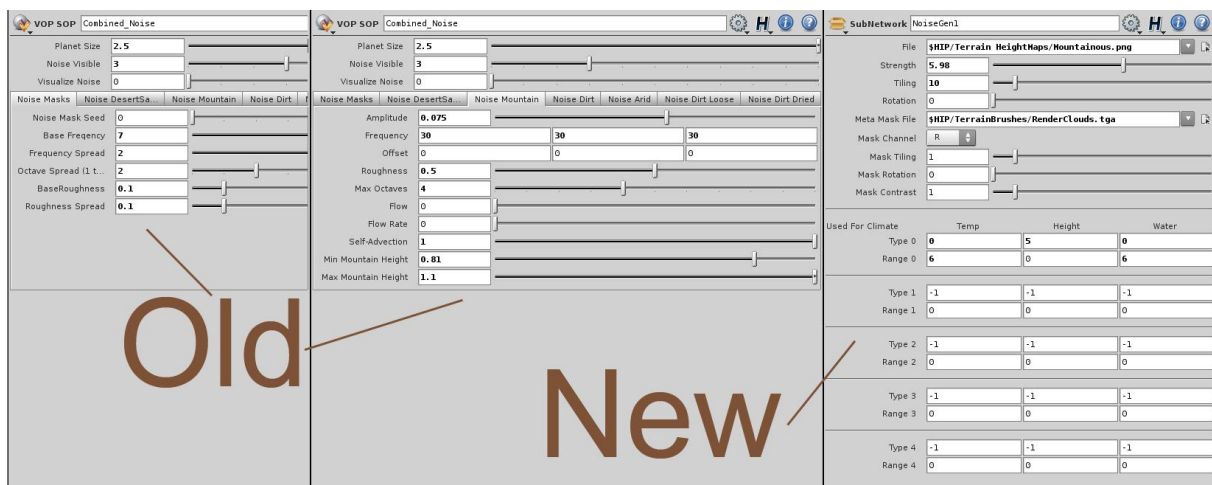 VOP SOP Combined_Noise
Planet Size 2.5
Noise Visible 3
Visualize Noise 0
Noise Masks Noise DesertSa... Noise Mountain Noise Dirt
Noise Mask Seed 0
Base Freqency 7
Frequency Spread 2
Octave Spread (1 t... 2
BaseRoughness 0.1
Roughness Spread 0.1
VOP SOP Combined_Noise
Planet Size 2.5
Noise Visible 3
Visualize Noise 0
Noise Masks Noise DesertSa... Noise Mountain Noise Dirt Noise Arid Noise Dirt Loose Noise Dirt Dried
Amplitude 0.075
Frequency 30 30 30
Offset 0 0 0
Roughness 0.5
Max Octaves 4
Flow 0
Flow Rate 0
Self-Advection 1
Min Mountain Height 0.81
Max Mountain Height 1.1
Old
SubNetwork NoiseGen1
File $HIP/Terrain HeightMaps/Mountainous.png
Strength 5.98
Tiling 10
Rotation 0
Meta Mask File $HIP/TerrainBrushes/RenderClouds.tga
Mask Channel R
Mask Tiling 1
Mask Rotation 0
Mask Contrast 1
Used For Climate Temp Height Water
Type 0 0 5 0
Range 0 6 0 6
Type 1 -1 -1 -1
Range 1 0 0 0
Type 2 -1 -1 -1
Range 2 0 0 0
Type 3 -1 -1 -1
Range 3 0 0 0
Type 4 -1 -1 -1
Range 4 0 0 0
New